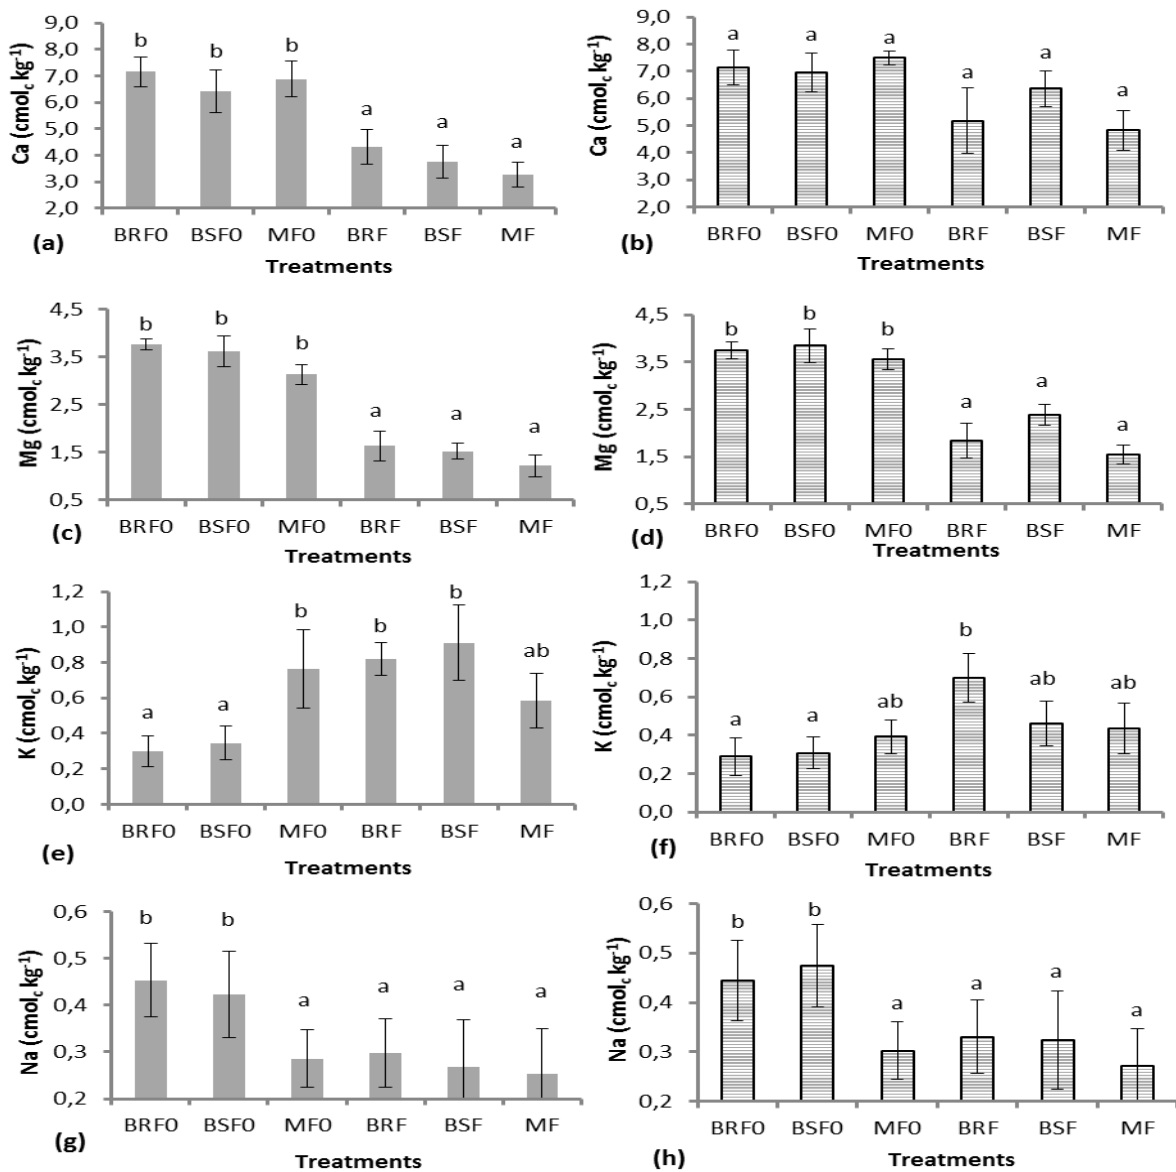 Ca (cmolc kg-1)
9,0
8,0
7,0
6,0
5,0
4,0
3,0
2,0
b b b a a a
BRFO BSFO MFO BRF BSF MF
(a)
Treatments
Ca (cmolc kg-1)
9,0
8,0
7,0
6,0
5,0
4,0
3,0
2,0
a a a a a a
BRFO BSFO MFO BRF BSF MF
(b)
Treatments
Mg (cmolc kg-1)
4,5
3,5
2,5
1,5
0,5
b b b a a a
BRFO BSFO MFO BRF BSF MF
(c)
Treatments
Mg (cmolc kg-1)
4,5
3,5
2,5
1,5
0,5
b b b a a a
BRFO BSFO MFO BRF BSF MF
(d)
Treatments
K (cmolc kg-1)
1,2
1,0
0,8
0,6
0,4
0,2
0,0
a a b b b ab
BRFO BSFO MFO BRF BSF MF
(e)
Treatments
K (cmolc kg-1)
1,2
1,0
0,8
0,6
0,4
0,2
0,0
a a ab b ab ab
BRFO BSFO MFO BRF BSF MF
(f)
Treatments
Na (cmolc kg-1)
0,6
0,5
0,4
0,3
0,2
b b a a a a
BRFO BSFO MFO BRF BSF MF
(g)
Treatments
Na (cmolc kg-1)
0,6
0,5
0,4
0,3
0,2
b b a a a a
BRFO BSFO MFO BRF BSF MF
(h)
Treatments